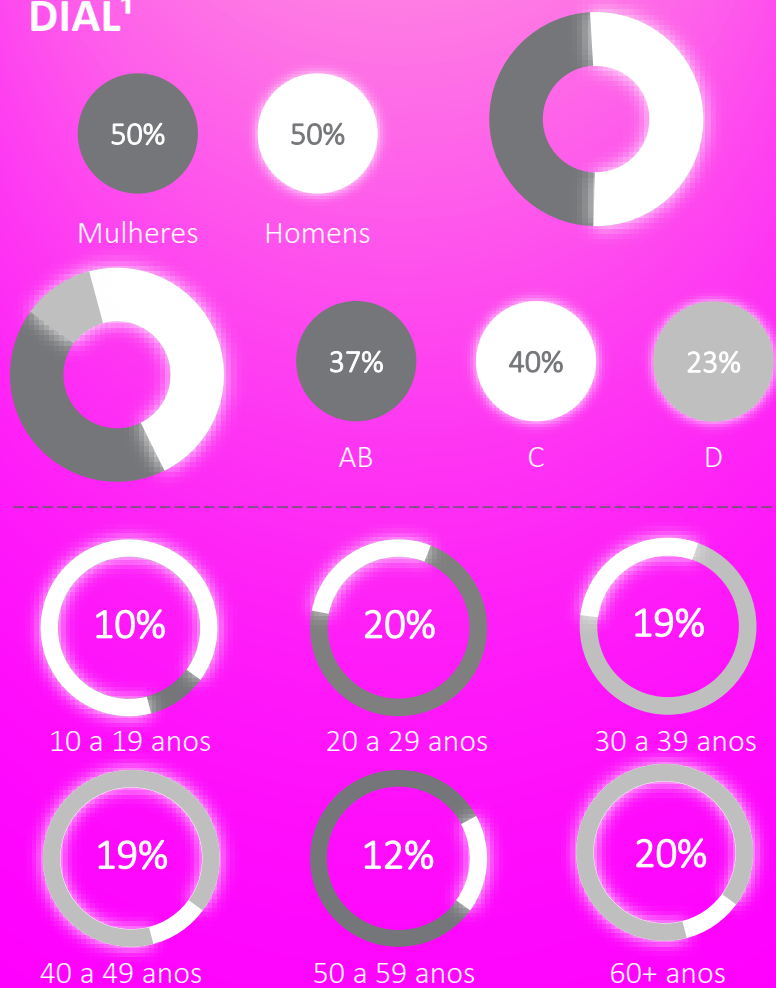 DIAL¹
50% 50%
Mulheres Homens
37% 40% 23%
AB C D
10% 20% 19%
10 a 19 anos 20 a 29 anos 30 a 39 anos
19% 12% 20%
40 a 49 anos 50 a 59 anos 60+ anos